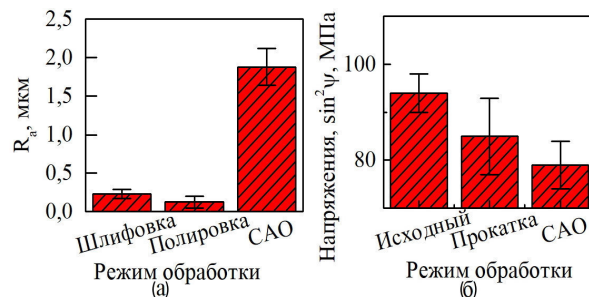 2,5
2,0
1,5
1,0
0,5
0,0
Rₐ, мкм
Шлифовка
Полировка
САО
Режим обработки
(а)
100
80
Напряжения, sin²ψ, МПа
Исходный
Прокатка
САО
Режим обработки
(б)